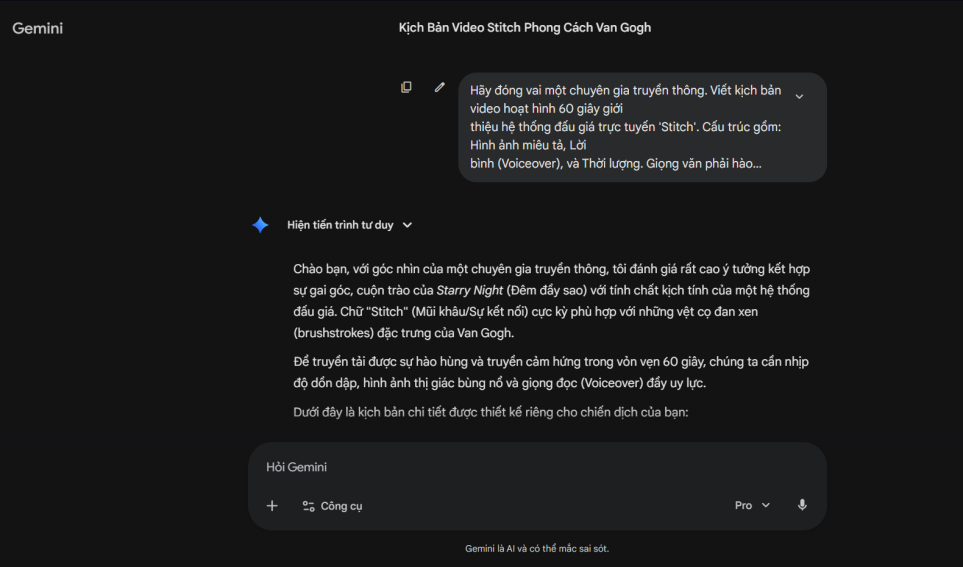 Gemini
Kịch Bản Video Stitch Phong Cách Van Gogh
Hãy đóng vai một chuyên gia truyền thông. Viết kịch bản
video hoạt hình 60 giây giới
thiệu hệ thống đấu giá trực tuyến 'Stitch'. Cấu trúc gồm:
Hình ảnh miêu tả, Lời
bình (Voiceover), và Thời lượng. Giọng văn phải hào...
Hiện tiến trình tư duy
Chào bạn, với góc nhìn của một chuyên gia truyền thông, tôi đánh giá rất cao ý tưởng kết hợp
sự gai góc, cuộn trào của Starry Night (Đêm đầy sao) với tính chất kịch tính của một hệ thống
đấu giá. Chữ "Stitch" (Mũi khâu/Sự kết nối) cực kỳ phù hợp với những vệt cọ đan xen
(brushstrokes) đặc trưng của Van Gogh.
Để truyền tải được sự hào hùng và truyền cảm hứng trong vỏn vẹn 60 giây, chúng ta cần nhịp
độ dồn dập, hình ảnh thị giác bùng nổ và giọng đọc (Voiceover) đầy uy lực.
Dưới đây là kịch bản chi tiết được thiết kế riêng cho chiến dịch của bạn:
Hỏi Gemini
Công cụ
Pro
Gemini là AI và có thể mắc sai sót.